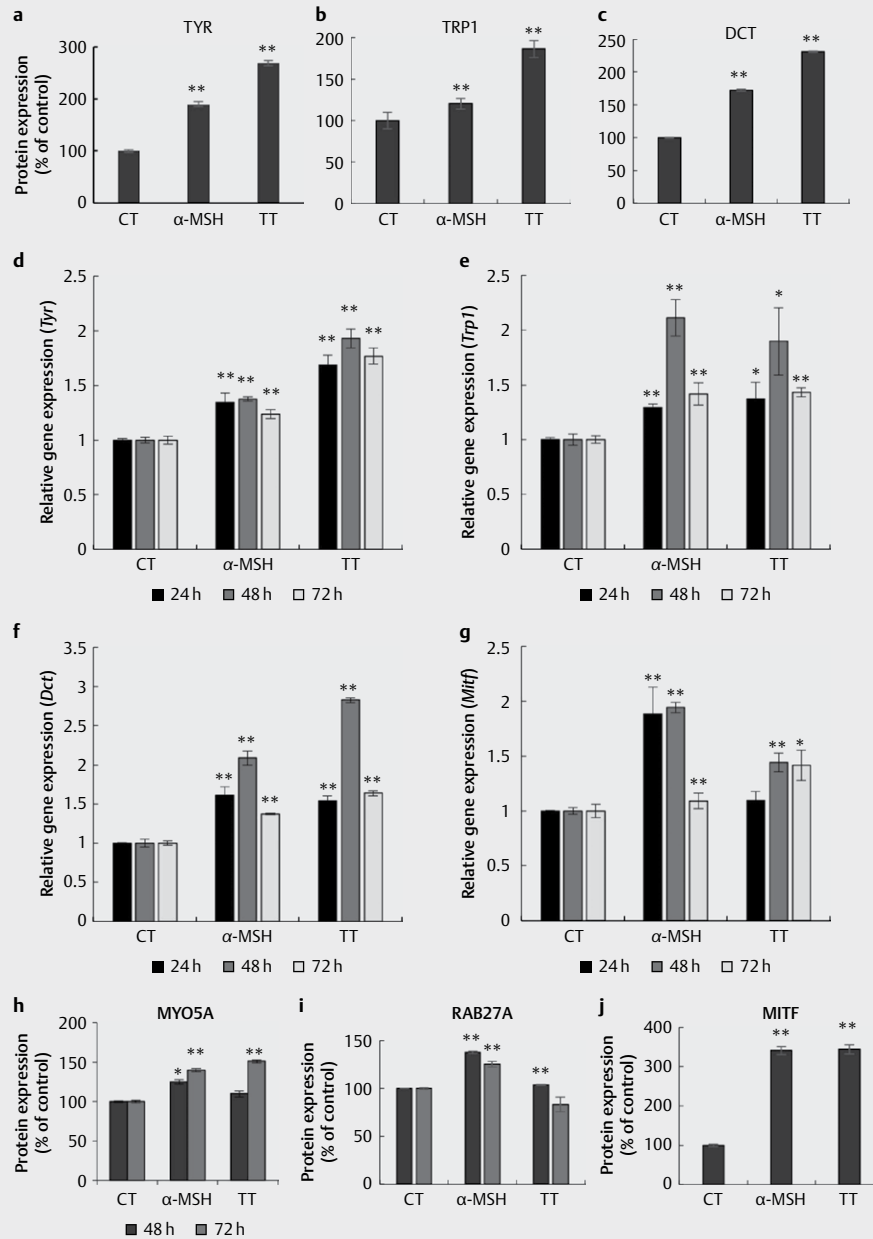 a
TYR
Protein expression
(% of control)
300
200
100
0
**
**
CT α-MSH TT
b
TRP1
200
150
100
50
0
**
**
CT α-MSH TT
c
DCT
250
200
150
100
50
0
**
**
CT α-MSH TT
d
Relative gene expression (Tyr)
2.5
2
1.5
1
0.5
0
** ** **
** ** **
CT α-MSH TT
24 h 48 h 72 h
e
Relative gene expression (Trp1)
2.5
2
1.5
1
0.5
0
** ** **
* * **
CT α-MSH TT
24 h 48 h 72 h
f
Relative gene expression (Dct)
3.5
3
2.5
2
1.5
1
0.5
0
** ** **
** ** **
CT α-MSH TT
24 h 48 h 72 h
g
Relative gene expression (Mitf)
2.5
2
1.5
1
0.5
0
** ** **
** *
CT α-MSH TT
24 h 48 h 72 h
h
MYO5A
Protein expression
(% of control)
200
150
100
50
0
* **
**
CT α-MSH TT
48 h 72 h
i
RAB27A
Protein expression
(% of control)
150
100
50
0
** **
**
CT α-MSH TT
j
MITF
Protein expression
(% of control)
400
300
200
100
0
**
**
CT α-MSH TT